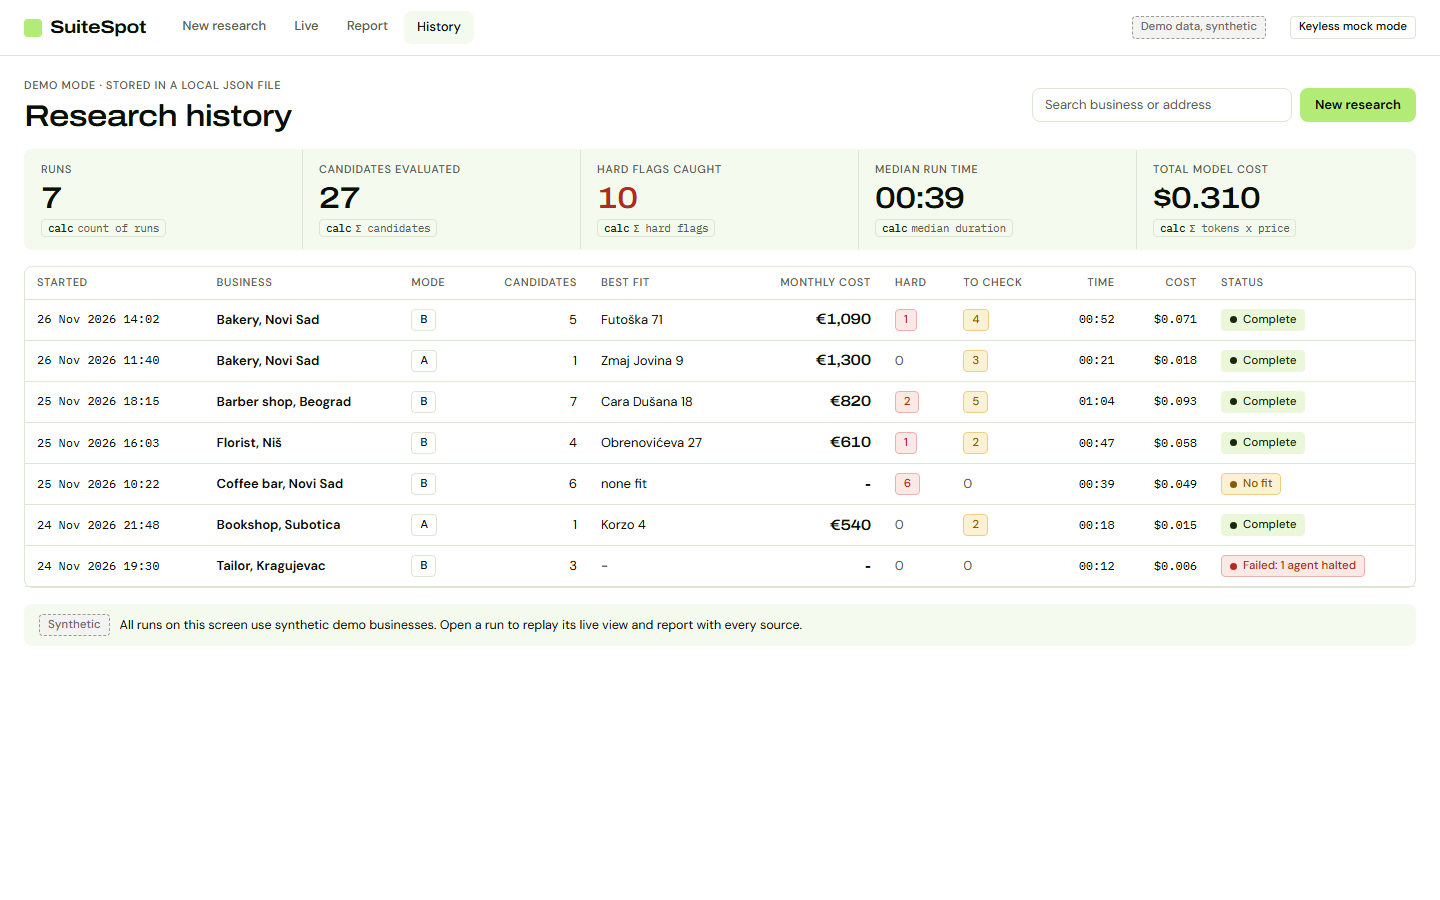 SuiteSpot New research Live Report History Demo data, synthetic Keyless mock mode
DEMO MODE · STORED IN A LOCAL JSON FILE
Research history
Search business or address New research
RUNS CANDIDATES EVALUATED HARD FLAGS CAUGHT MEDIAN RUN TIME TOTAL MODEL COST
7 27 10 00:39 $0.310
calc count of runs calc Σ candidates calc Σ hard flags calc median duration calc Σ tokens x price
STARTED BUSINESS MODE CANDIDATES BEST FIT MONTHLY COST HARD TO CHECK TIME COST STATUS
26 Nov 2026 14:02 Bakery, Novi Sad B 5 Futoška 71 €1,090 1 4 00:52 $0.071 Complete
26 Nov 2026 11:40 Bakery, Novi Sad A 1 Zmaj Jovina 9 €1,300 0 3 00:21 $0.018 Complete
25 Nov 2026 18:15 Barber shop, Beograd B 7 Cara Dušana 18 €820 2 5 01:04 $0.093 Complete
25 Nov 2026 16:03 Florist, Niš B 4 Obrenovićeva 27 €610 1 2 00:47 $0.058 Complete
25 Nov 2026 10:22 Coffee bar, Novi Sad B 6 none fit - 6 0 00:39 $0.049 No fit
24 Nov 2026 21:48 Bookshop, Subotica A 1 Korzo 4 €540 0 2 00:18 $0.015 Complete
24 Nov 2026 19:30 Tailor, Kragujevac B 3 - - 0 0 00:12 $0.006 Failed: 1 agent halted
Synthetic All runs on this screen use synthetic demo businesses. Open a run to replay its live view and report with every source.